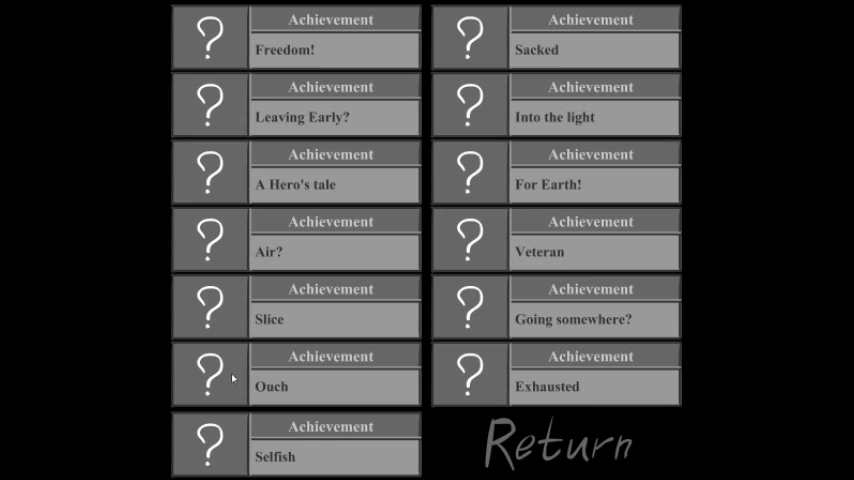 Achievement
Freedom!
Achievement
Sacked
Achievement
Leaving Early?
Achievement
Into the light
Achievement
A Hero's tale
Achievement
For Earth!
Achievement
Air?
Achievement
Veteran
Achievement
Slice
Achievement
Going somewhere?
Achievement
Ouch
Achievement
Exhausted
Achievement
Selfish
Return